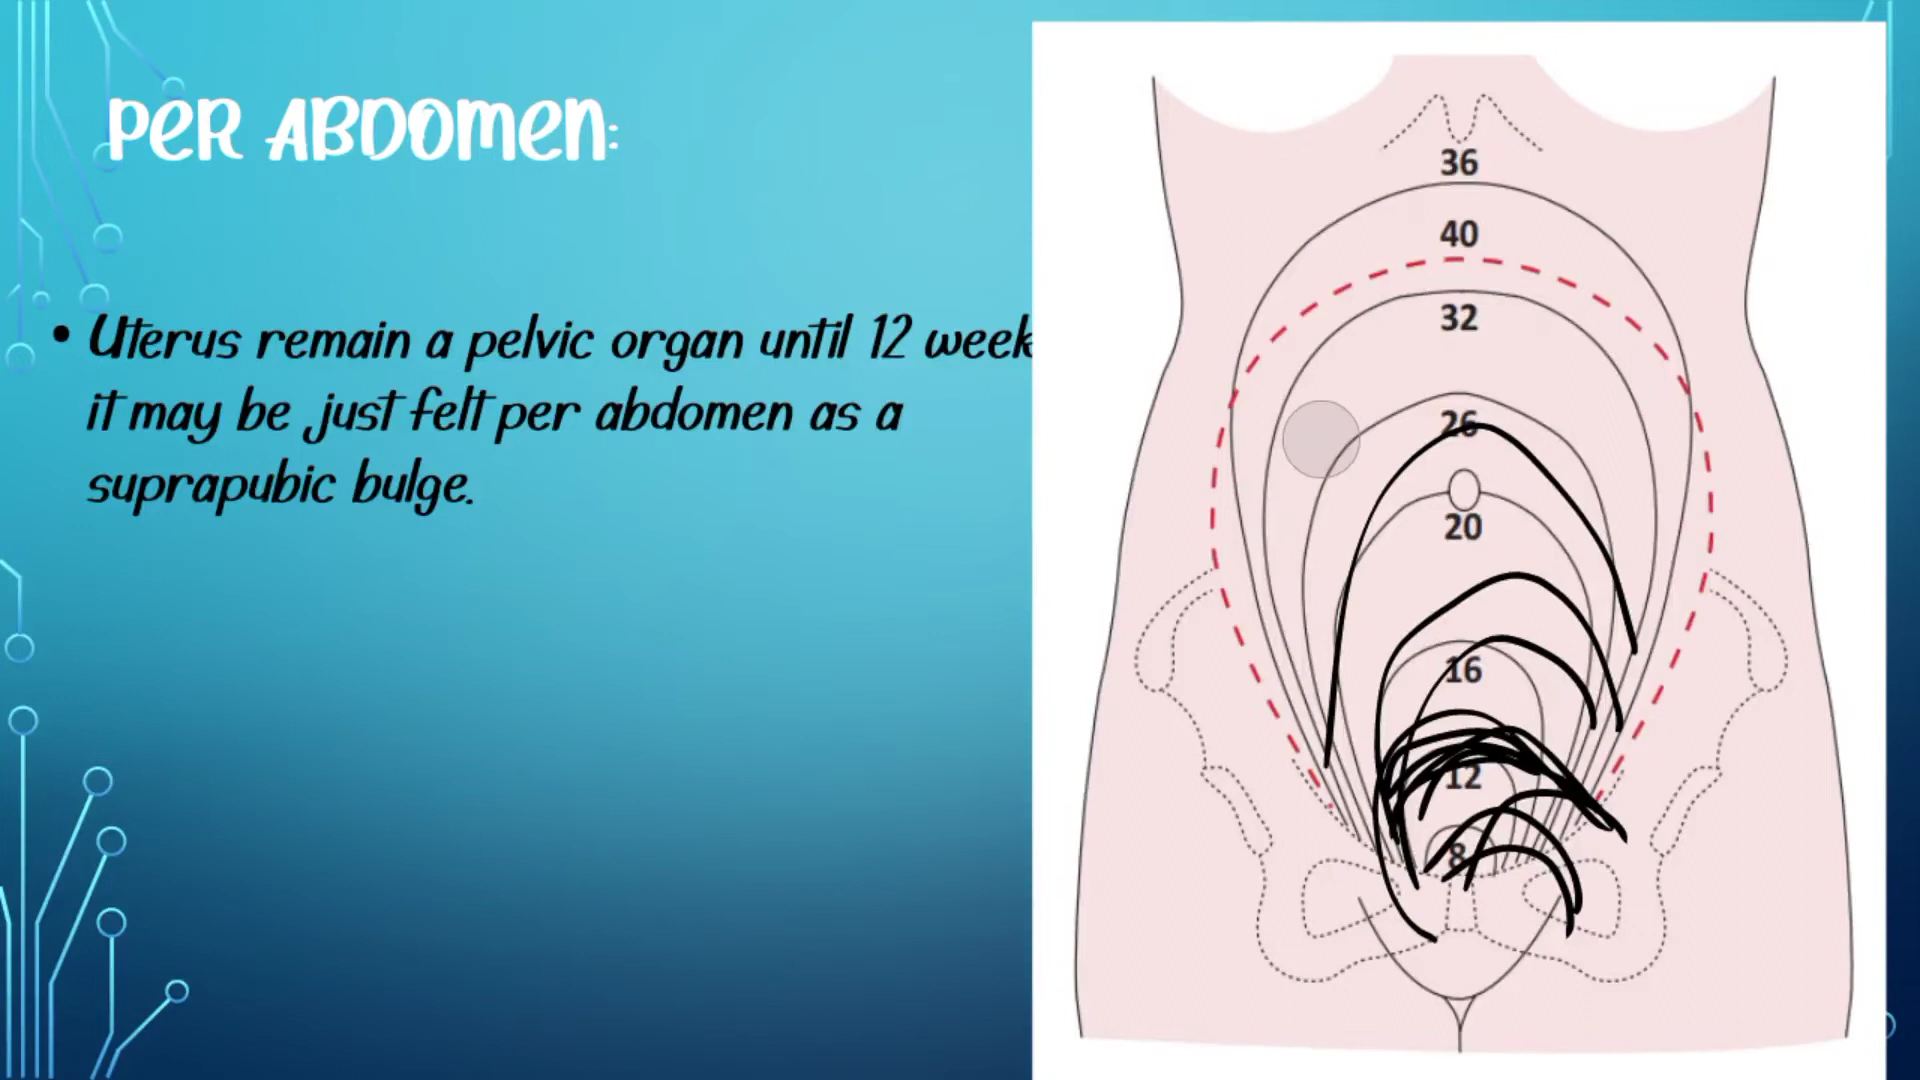 PER ABDOMEN:
• Uterus remain a pelvic organ until 12 week
it may be just felt per abdomen as a
suprapubic bulge.
36
40
32
26
20
16
12
8